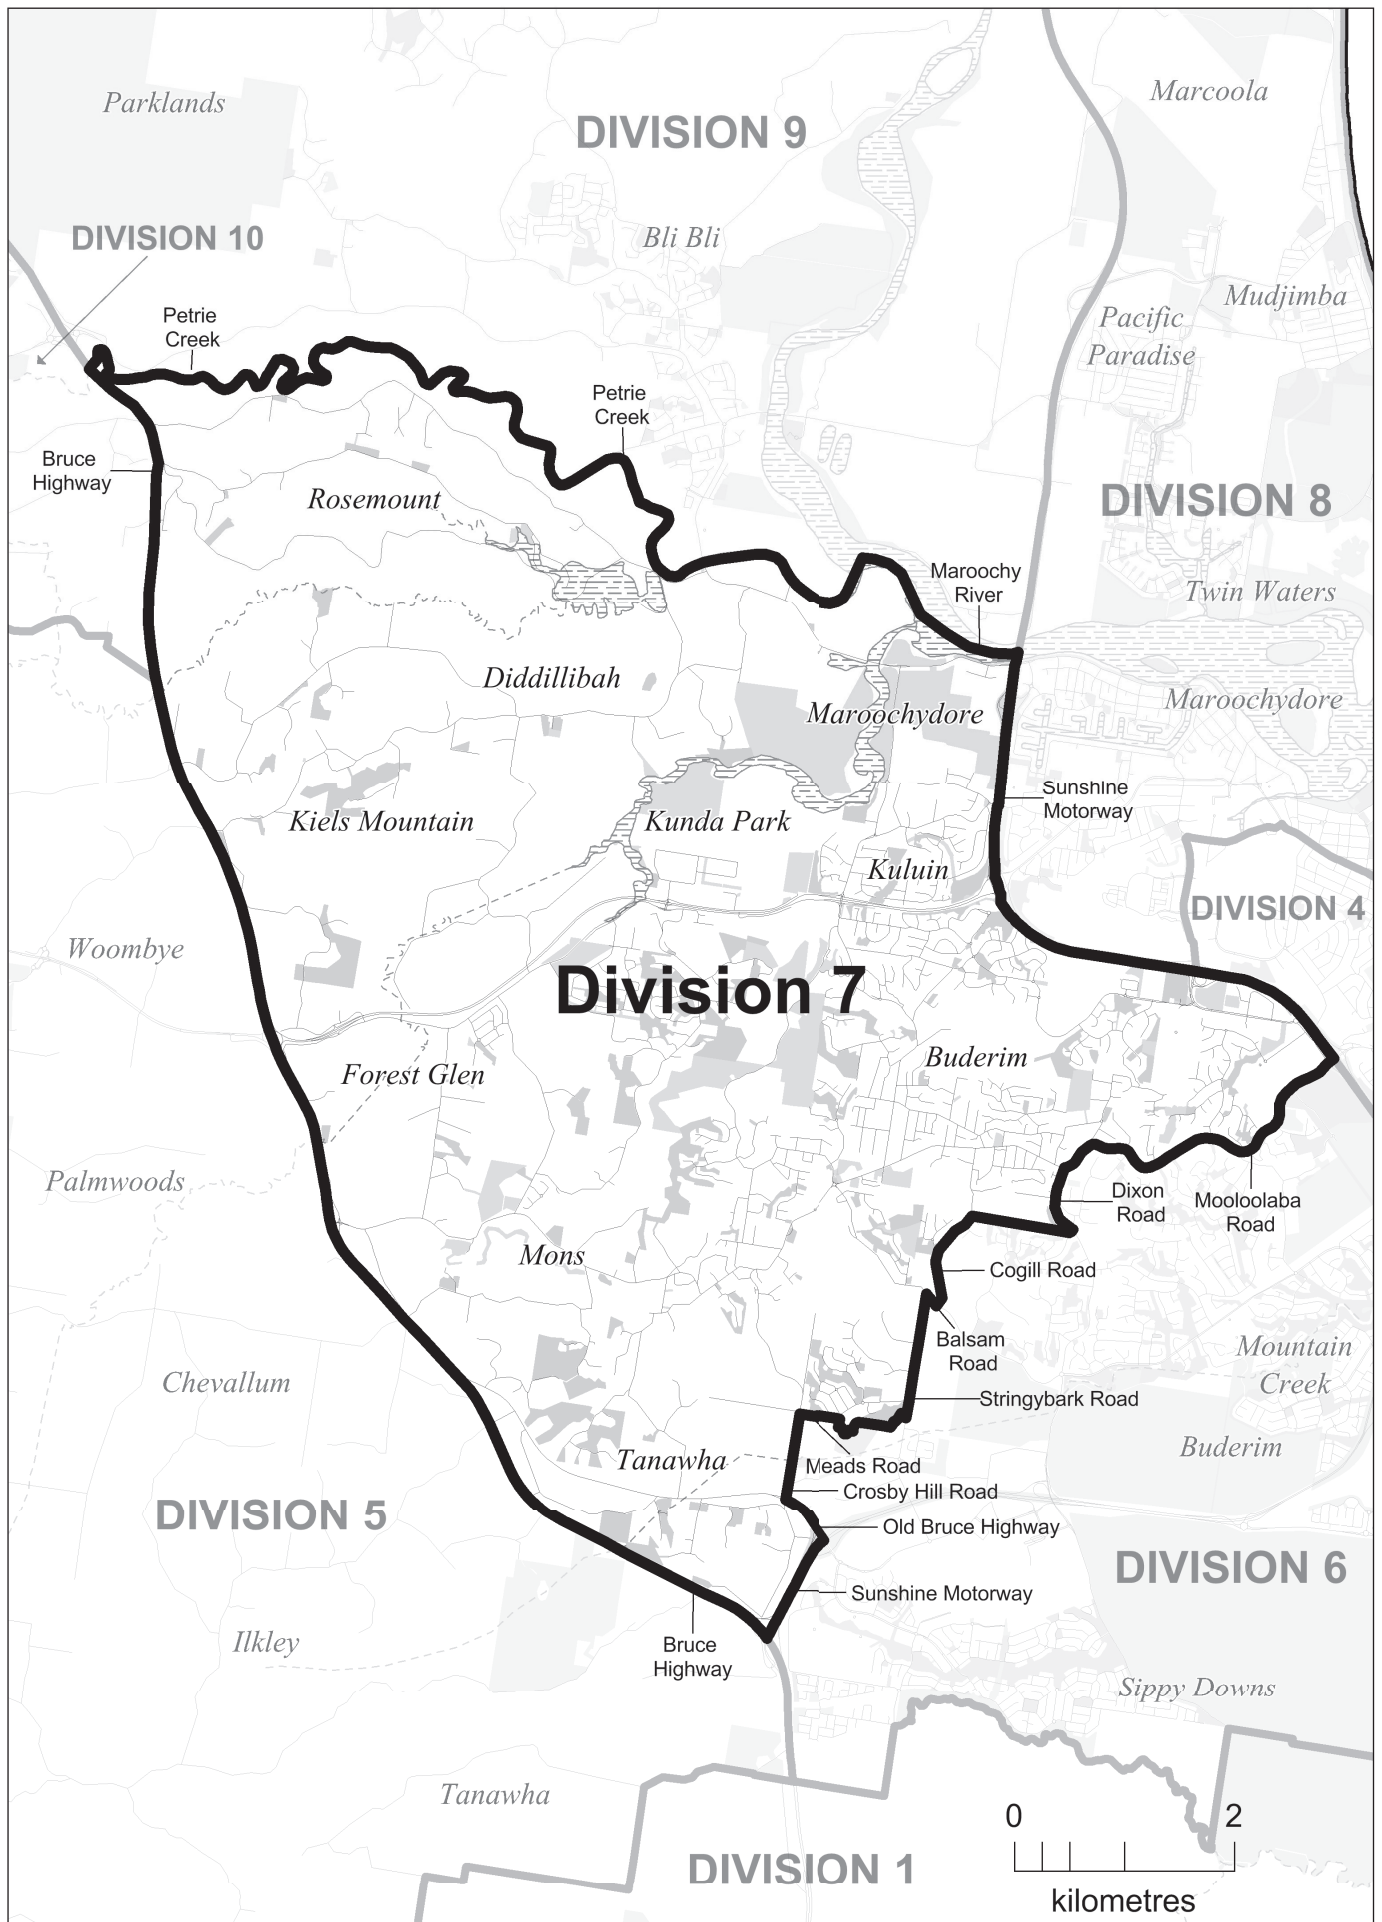 Parklands
DIVISION 9
Marcoola
DIVISION 10
Bli Bli
Mudjimba
Petrie
Creek
Pacific
Paradise
Petrie
Creek
Bruce
Highway
Rosemount
DIVISION 8
Maroochy
River
Twin Waters
Diddillibah
Maroochydore
Maroochydore
Sunshine
Motorway
Kiels Mountain
Kunda Park
Kuluin
DIVISION 4
Woombye
Division 7
Forest Glen
Buderim
Palmwoods
Dixon
Road
Mooloolaba
Road
Mons
Cogill Road
Balsam
Road
Mountain
Creek
Chevallum
Stringybark Road
Buderim
Tanawha
Meads Road
Crosby Hill Road
DIVISION 5
Old Bruce Highway
DIVISION 6
Sunshine Motorway
Ilkley
Bruce
Highway
Sippy Downs
Tanawha
0 2
kilometres
DIVISION 1